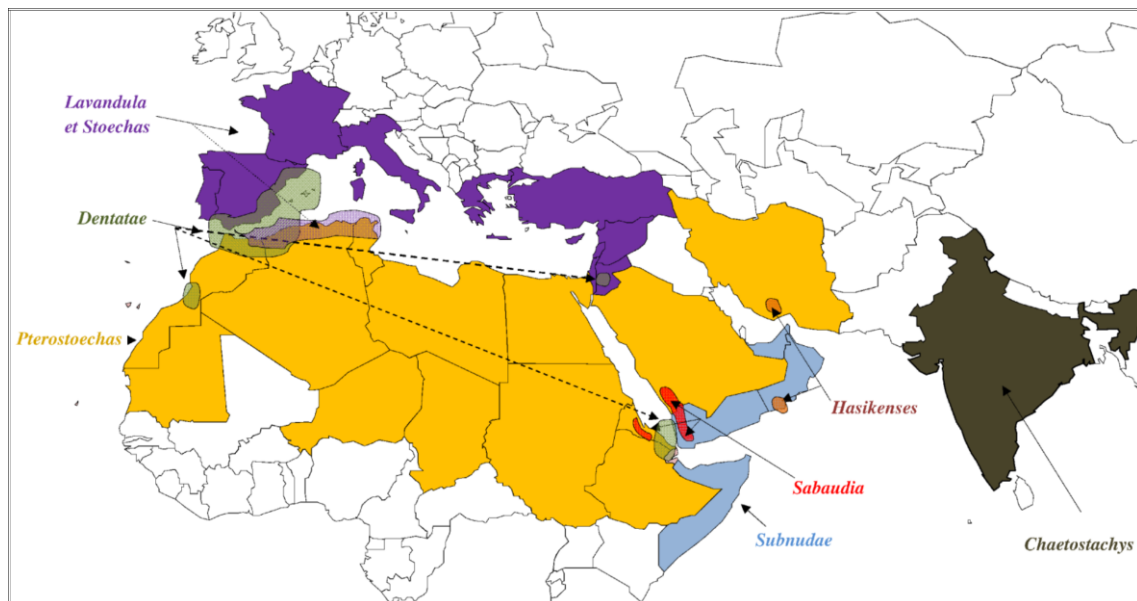 Lavandula
et Stoechas
Dentatae
Pterostoechas
Hasikenses
Sabaudia
Subnudae
Chaetostachys